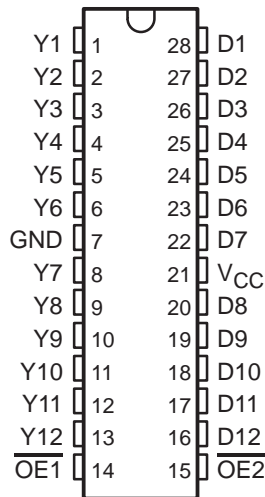 Y1 1 28 D1
Y2 2 27 D2
Y3 3 26 D3
Y4 4 25 D4
Y5 5 24 D5
Y6 6 23 D6
GND 7 22 D7
Y7 8 21 VCC
Y8 9 20 D8
Y9 10 19 D9
Y10 11 18 D10
Y11 12 17 D11
Y12 13 16 D12
O̅E̅1̅ 14 15 O̅E̅2̅